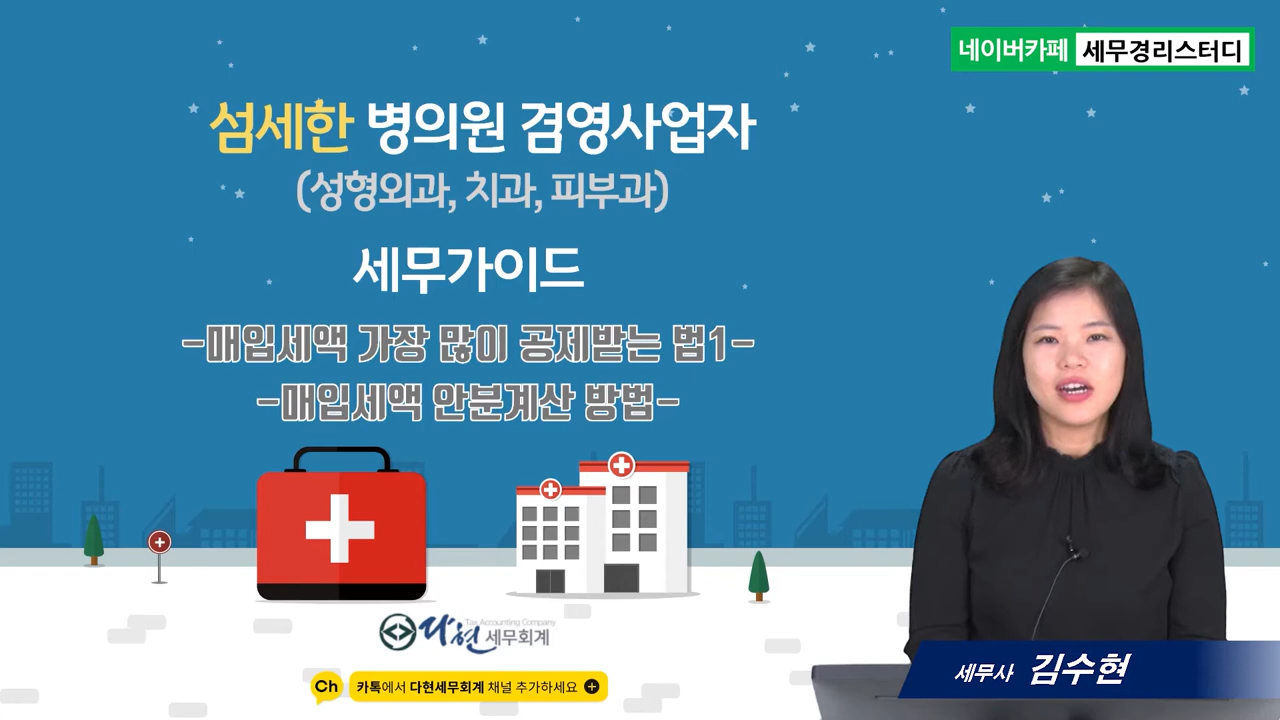 네이버카페 세무경리스터디
섬세한 병의원 겸영사업자
(성형외과, 치과, 피부과)
세무가이드
-매입세액 가장 많이 공제받는 법1-
-매입세액 안분계산 방법-
Tax Accounting Company
다현 세무회계
Ch 카톡에서 다현세무회계 채널 추가하세요
세무사 김수현